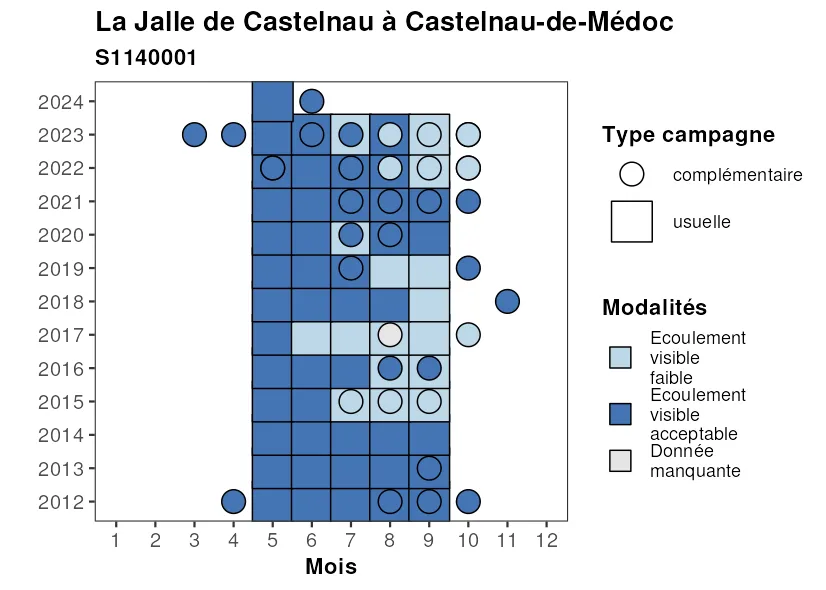 La Jalle de Castelnau à Castelnau-de-Médoc
S1140001
2024
2023
2022
2021
2020
2019
2018
2017
2016
2015
2014
2013
2012
1 2 3 4 5 6 7 8 9 10 11 12
Mois
Type campagne
complémentaire
usuelle
Modalités
Ecoulement
visible
faible
Ecoulement
visible
acceptable
Donnée
manquante